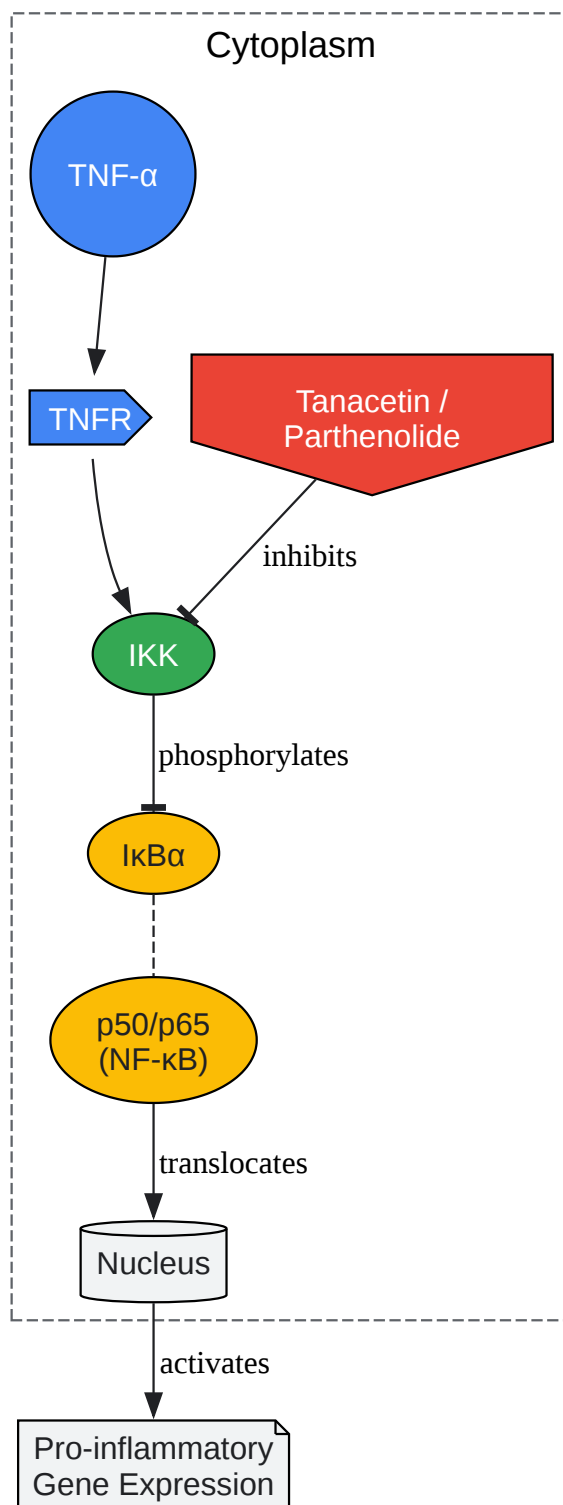 Cytoplasm
TNF-α
TNFR
Tanacetin /
Parthenolide
inhibits
IKK
phosphorylates
IκBα
p50/p65
(NF-κB)
translocates
Nucleus
activates
Pro-inflammatory
Gene Expression